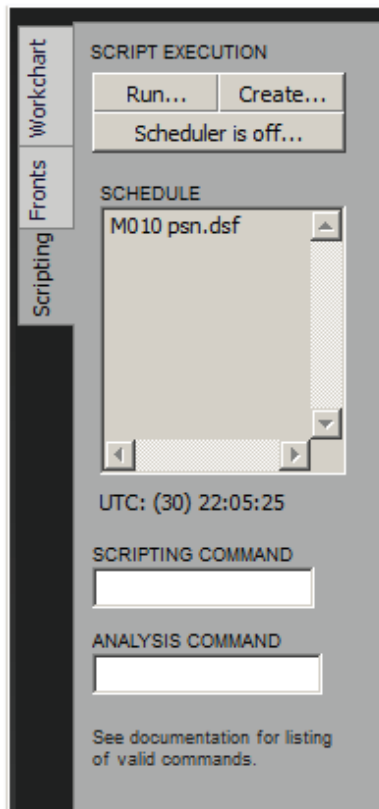 Workchart
Fronts
Scripting
SCRIPT EXECUTION
Run...
Create...
Scheduler is off...
SCHEDULE
M010 psn.dsf
UTC: (30) 22:05:25
SCRIPTING COMMAND
ANALYSIS COMMAND
See documentation for listing
of valid commands.